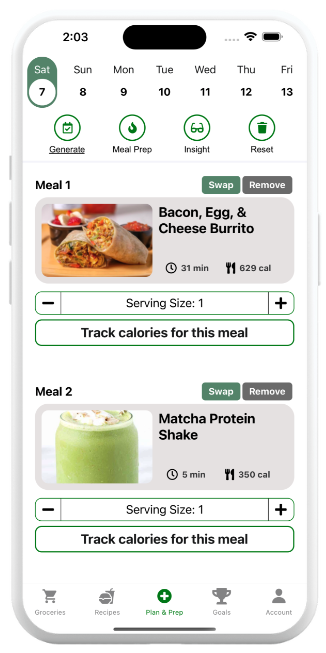 2:03
Sat Sun Mon Tue Wed Thu Fri
7 8 9 10 11 12 13
Generate Meal Prep Insight Reset
Meal 1 Swap Remove
Bacon, Egg, &
Cheese Burrito
31 min 629 cal
Serving Size: 1
Track calories for this meal
Meal 2 Swap Remove
Matcha Protein
Shake
5 min 350 cal
Serving Size: 1
Track calories for this meal
Groceries Recipes Plan & Prep Goals Account